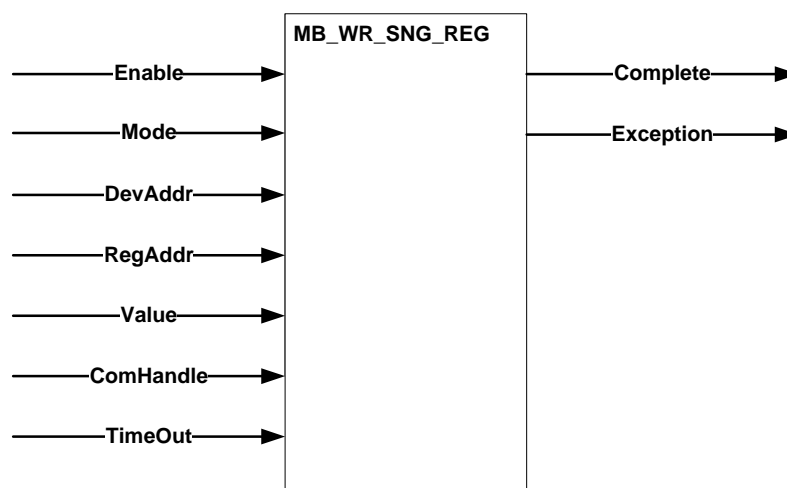 MB_WR_SNG_REG
Enable
Complete
Mode
Exception
DevAddr
RegAddr
Value
ComHandle
TimeOut